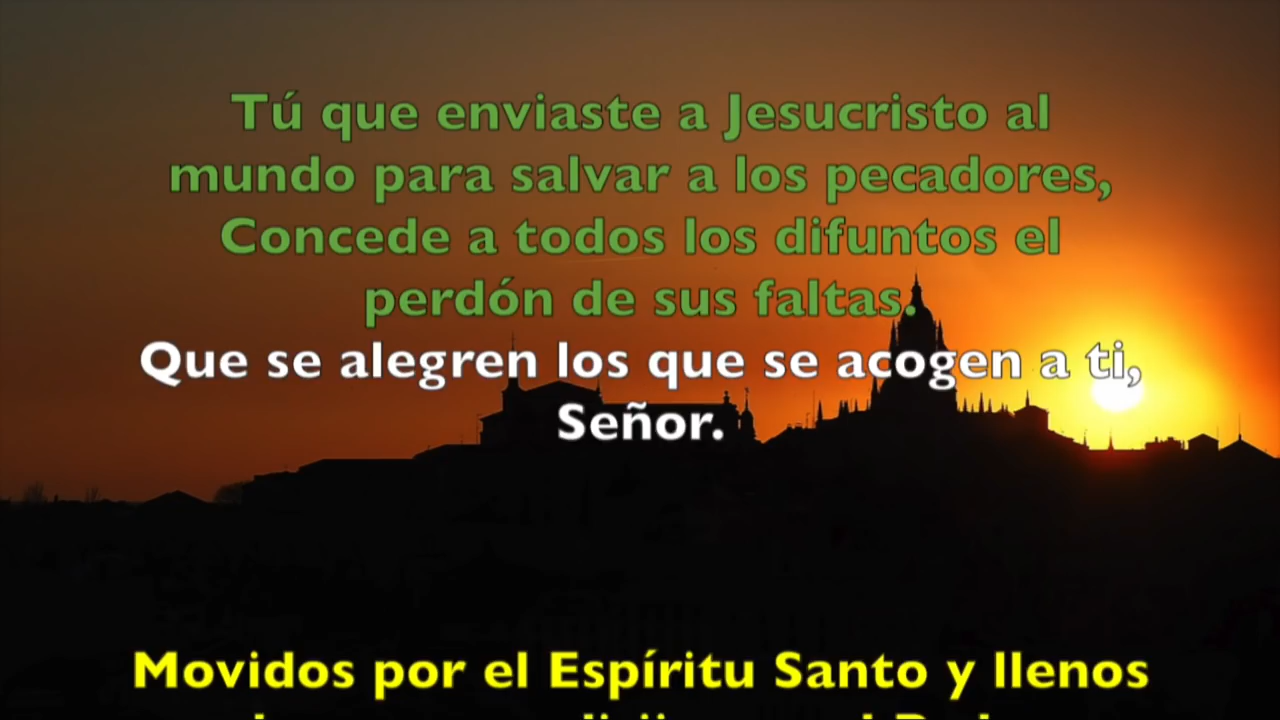 Tú que enviaste a Jesucristo al
mundo para salvar a los pecadores,
Concede a todos los difuntos el
perdón de sus faltas.
Que se alegren los que se acogen a ti,
Señor.
Movidos por el Espíritu Santo y llenos